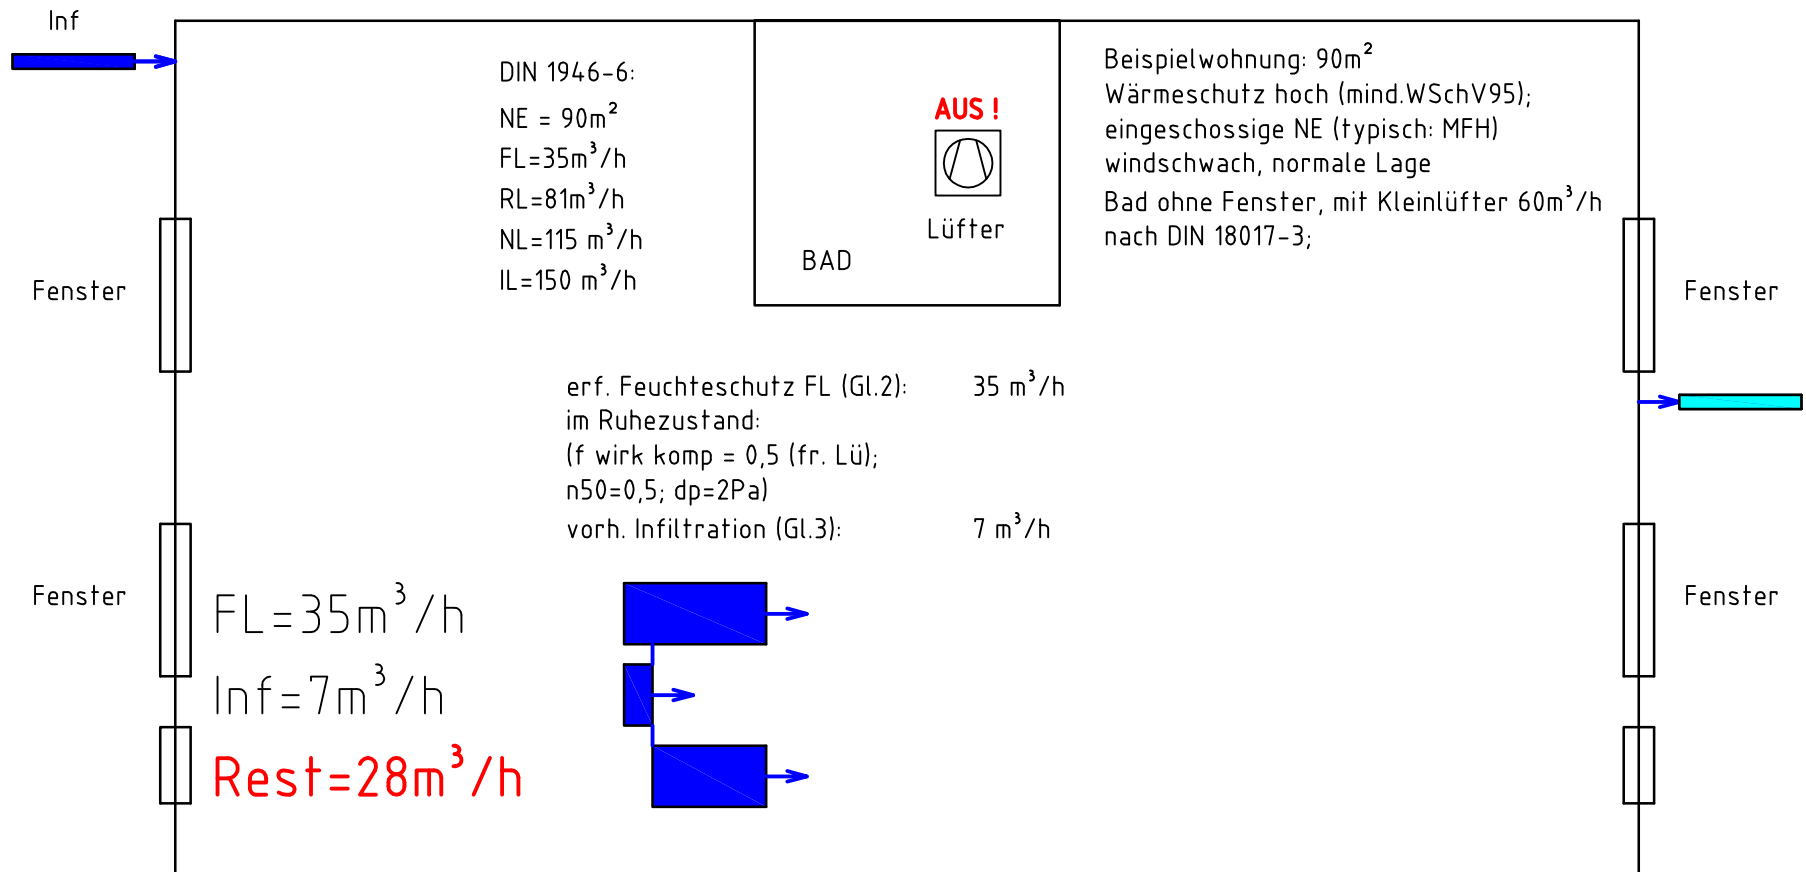 Inf
DIN 1946-6:
NE = 90m²
FL=35m³/h
RL=81m³/h
NL=115 m³/h
IL=150 m³/h
AUS !
Lüfter
BAD
Beispielwohnung: 90m²
Wärmeschutz hoch (mind.WSchV95);
eingeschossige NE (typisch: MFH)
windschwach, normale Lage
Bad ohne Fenster, mit Kleinlüfter 60m³/h
nach DIN 18017-3;
Fenster
Fenster
erf. Feuchteschutz FL (Gl.2): 35 m³/h
im Ruhezustand:
(f wirk komp = 0,5 (fr. Lü);
n50=0,5; dp=2Pa)
vorh. Infiltration (Gl.3): 7 m³/h
Fenster
Fenster
FL=35m³/h
Inf=7m³/h
Rest=28m³/h